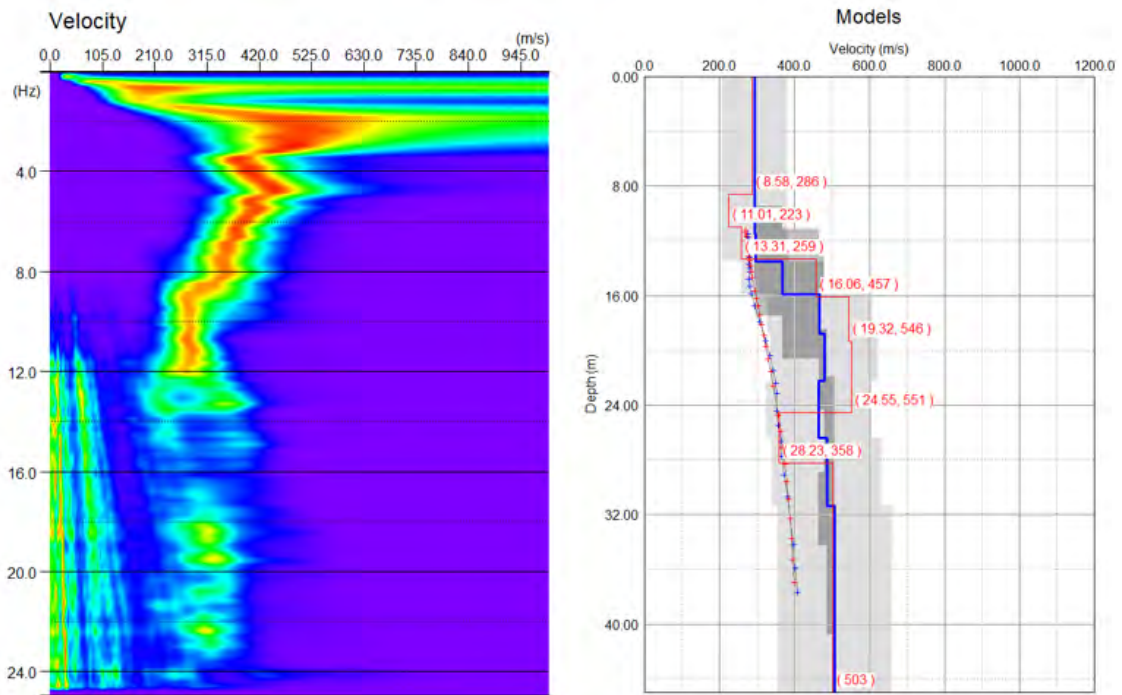 Velocity
(m/s)
0.0 105.0 210.0 315.0 420.0 525.0 630.0 735.0 840.0 945.0
(Hz)
4.0
8.0
12.0
16.0
20.0
24.0
Models
Velocity (m/s)
0.0 200.0 400.0 600.0 800.0 1000.0 1200.0
0.00
8.00
16.00
24.00
32.00
40.00
Depth (m)
( 8.58, 286 )
( 11.01, 223 )
( 13.31, 259 )
( 16.06, 457 )
( 19.32, 546 )
( 24.55, 551 )
( 28.23, 358 )
( 503 )